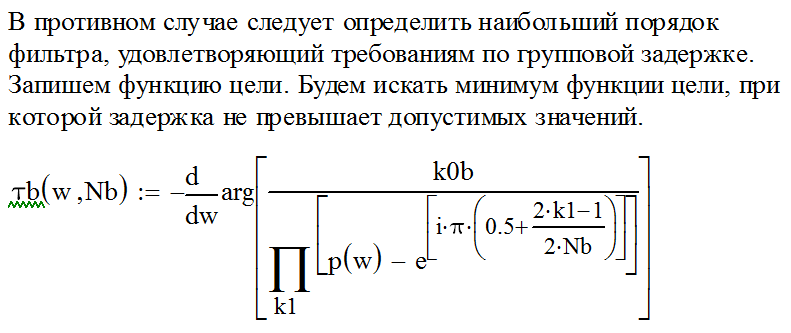 В противном случае следует определить наибольший порядок
фильтра, удовлетворяющий требованиям по групповой задержке.
Запишем функцию цели. Будем искать минимум функции цели, при
которой задержка не превышает допустимых значений.
τb(w ,Nb) := −d/dw arg[k0b / ∏_{k1} [p(w) − e^[i·π·(0.5+(2·k1−1)/(2·Nb))]]]